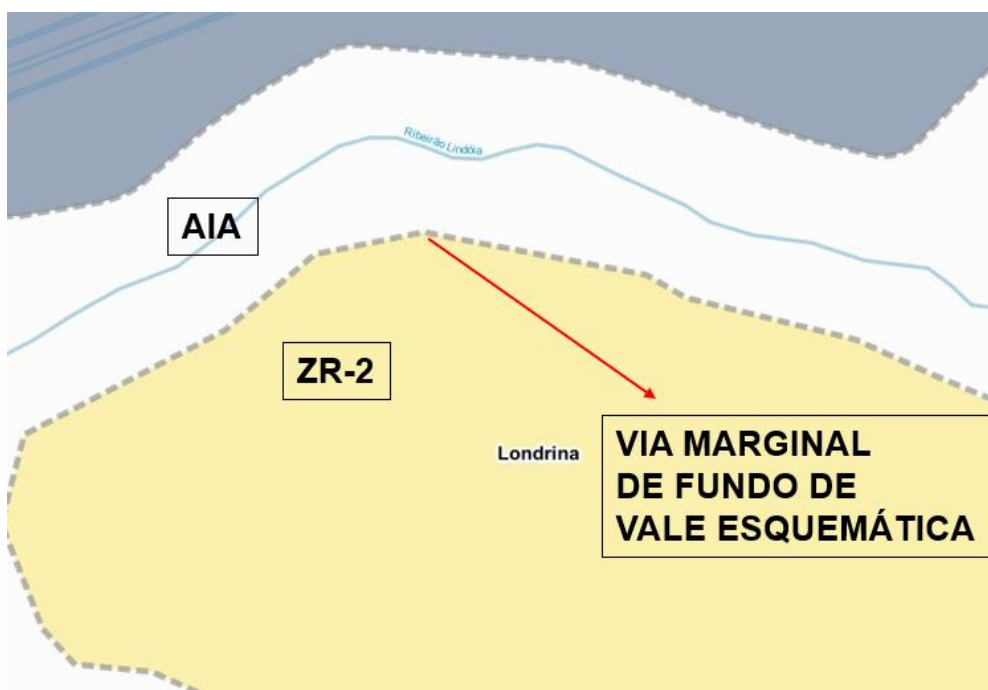 Ribeirão Lindóia
AIA
ZR-2
Londrina
VIA MARGINAL
DE FUNDO DE
VALE ESQUEMÁTICA